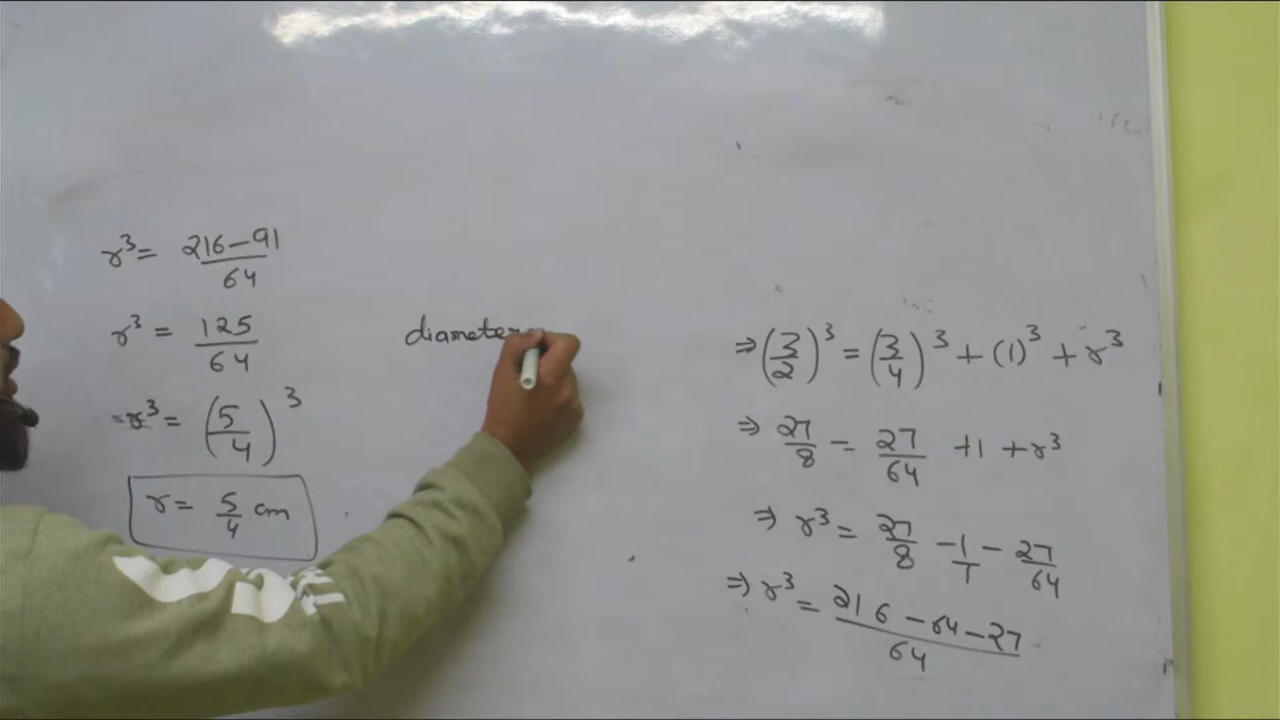 r³ = 216-91/64
r³ = 125/64
r³ = (5/4)³
r = 5/4 cm
diameter
⇒ (3/2)³ = (3/4)³ + (1)³ + r³
⇒ 27/8 = 27/64 + 1 + r³
⇒ r³ = 27/8 - 1/1 - 27/64
⇒ r³ = 216 - 64 - 27/64